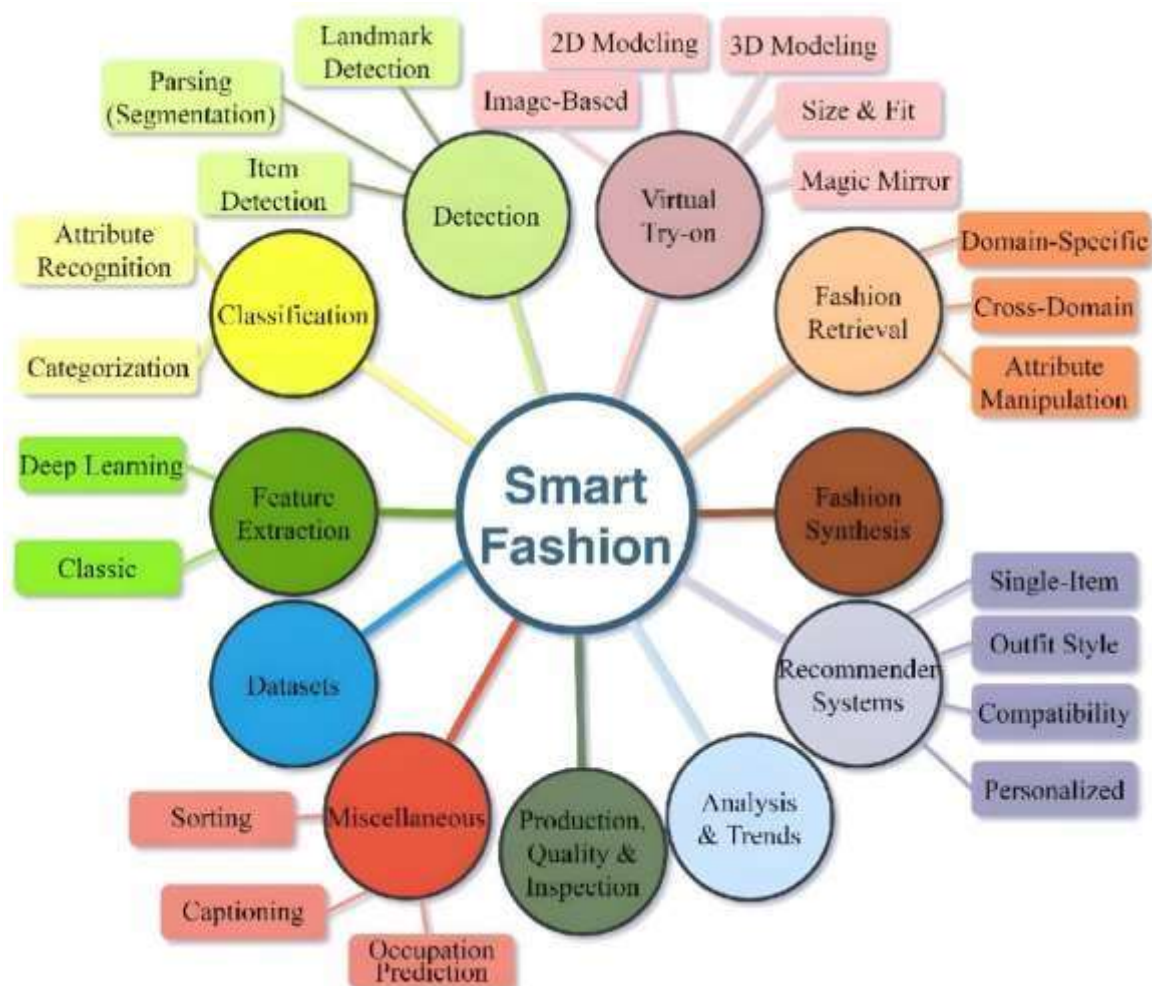 Landmark
Detection
Parsing
(Segmentation)
Item
Detection
Detection
2D Modeling
3D Modeling
Image-Based
Size & Fit
Magic Mirror
Virtual
Try-on
Attribute
Recognition
Categorization
Classification
Domain-Specific
Cross-Domain
Attribute
Manipulation
Fashion
Retrieval
Deep Learning
Classic
Feature
Extraction
Smart
Fashion
Fashion
Synthesis
Datasets
Single-Item
Outfit Style
Compatibility
Personalized
Recommender
Systems
Sorting
Captioning
Occupation
Prediction
Miscellaneous
Production,
Quality &
Inspection
Analysis
& Trends